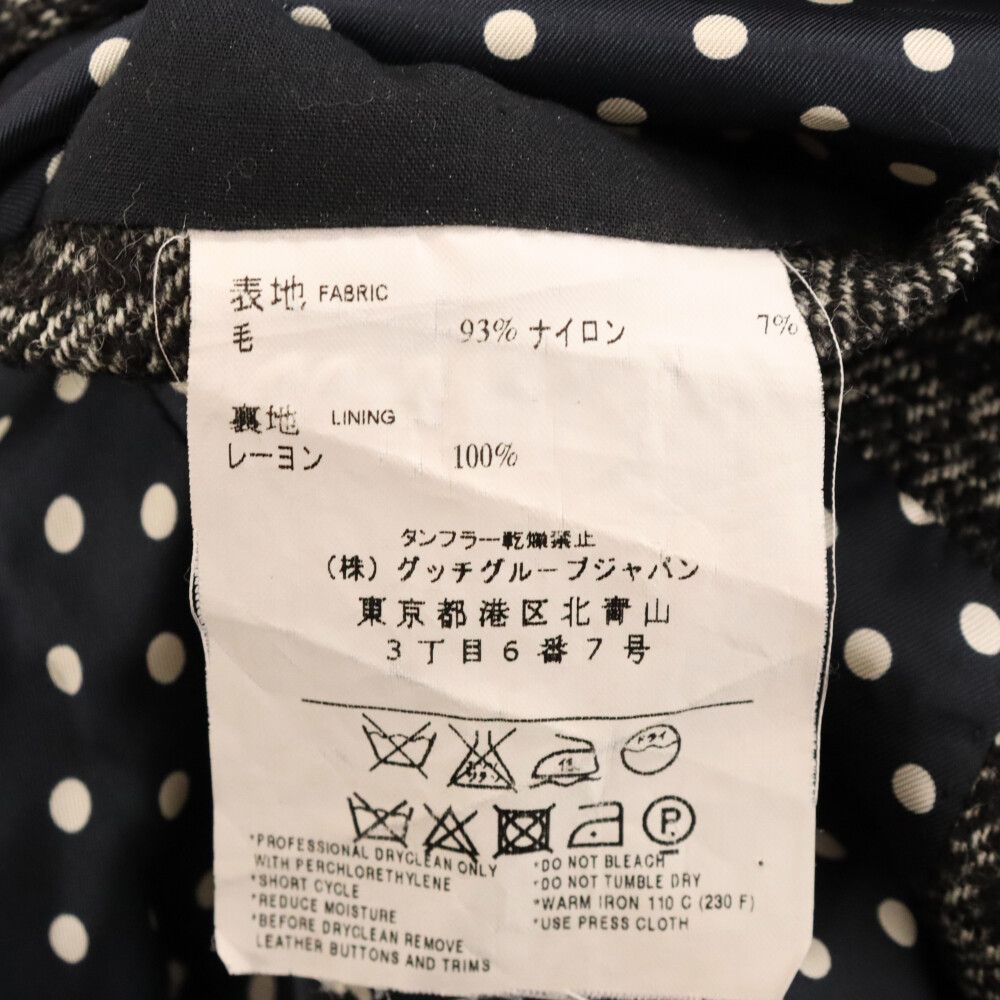 表地 FABRIC
毛 93% ナイロン 7%
裏地 LINING
レーヨン 100%
タンブラー乾燥禁止
(株)グッチグループジャパン
東京都港区北青山
3丁目6番7号
ドライ
P
*PROFESSIONAL DRYCLEAN ONLY
WITH PERCHLORETHYLENE
*SHORT CYCLE
*REDUCE MOISTURE
*BEFORE DRYCLEAN REMOVE
LEATHER BUTTONS AND TRIMS
*DO NOT BLEACH
*DO NOT TUMBLE DRY
*WARM IRON 110 C (230 F)
*USE PRESS CLOTH